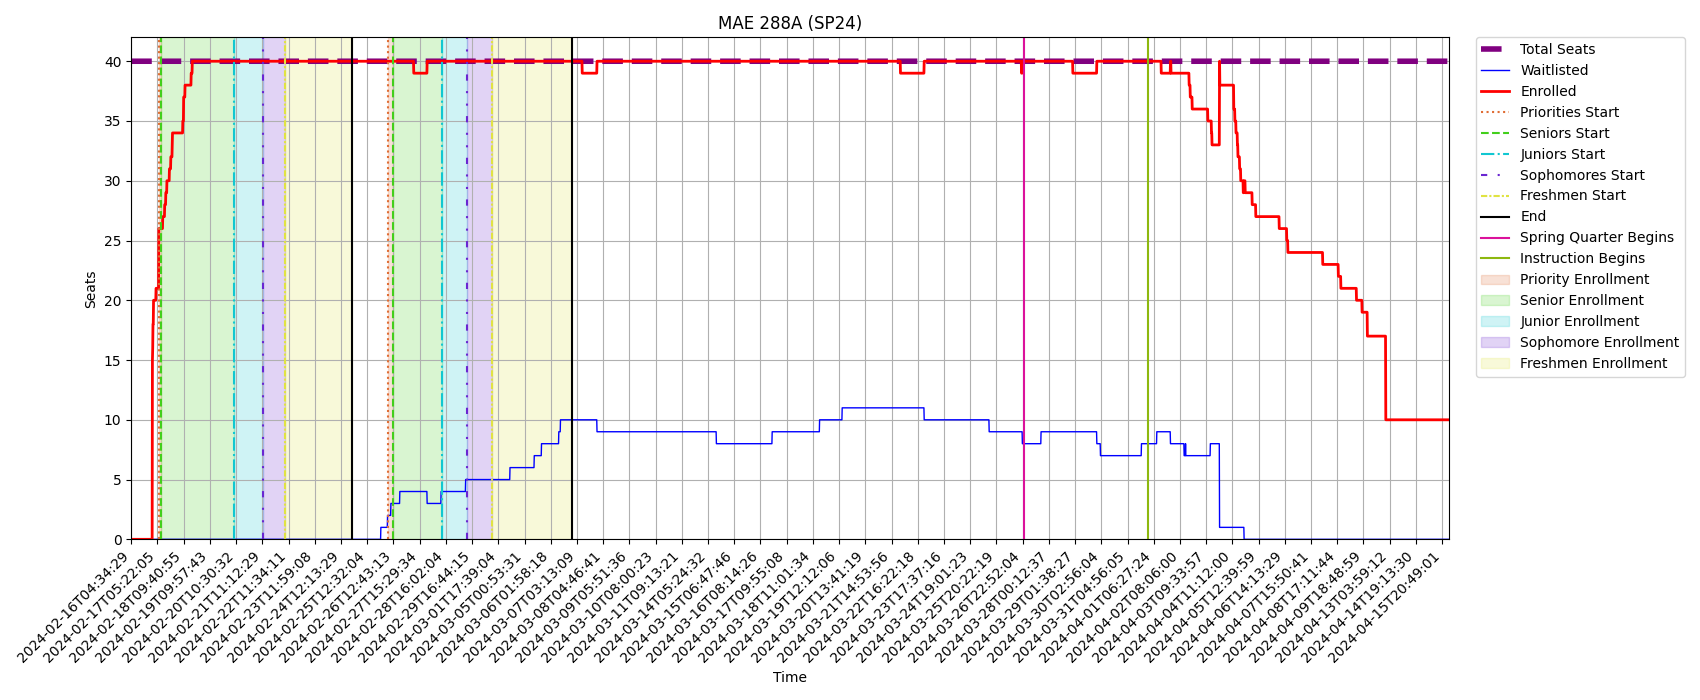 MAE 288A (SP24)
Seats
40
35
30
25
20
15
10
5
0
2024-02-16T04:34:29
2024-02-17T05:22:05
2024-02-18T09:40:55
2024-02-19T09:57:43
2024-02-20T10:30:32
2024-02-21T11:12:29
2024-02-22T11:34:11
2024-02-23T11:59:08
2024-02-24T12:13:29
2024-02-25T12:32:04
2024-02-26T12:43:13
2024-02-27T15:29:34
2024-02-28T16:02:04
2024-02-29T16:44:15
2024-03-01T17:39:04
2024-03-05T00:53:31
2024-03-06T01:58:18
2024-03-07T03:13:09
2024-03-08T04:46:41
2024-03-09T05:51:36
2024-03-10T08:00:23
2024-03-11T09:13:21
2024-03-14T05:24:32
2024-03-15T06:47:46
2024-03-16T08:14:26
2024-03-17T09:55:08
2024-03-18T11:01:34
2024-03-19T12:12:06
2024-03-20T13:41:19
2024-03-21T14:53:56
2024-03-22T16:22:18
2024-03-23T17:37:16
2024-03-24T19:01:23
2024-03-25T20:22:19
2024-03-26T22:52:04
2024-03-28T00:12:37
2024-03-29T01:38:27
2024-03-30T02:56:04
2024-03-31T04:56:05
2024-04-01T06:27:24
2024-04-02T08:06:00
2024-04-03T09:33:57
2024-04-04T11:12:00
2024-04-05T12:39:59
2024-04-06T14:13:29
2024-04-07T15:50:41
2024-04-08T17:11:44
2024-04-09T18:48:59
2024-04-13T03:59:12
2024-04-14T19:13:30
2024-04-15T20:49:01
Time
Total Seats
Waitlisted
Enrolled
Priorities Start
Seniors Start
Juniors Start
Sophomores Start
Freshmen Start
End
Spring Quarter Begins
Instruction Begins
Priority Enrollment
Senior Enrollment
Junior Enrollment
Sophomore Enrollment
Freshmen Enrollment